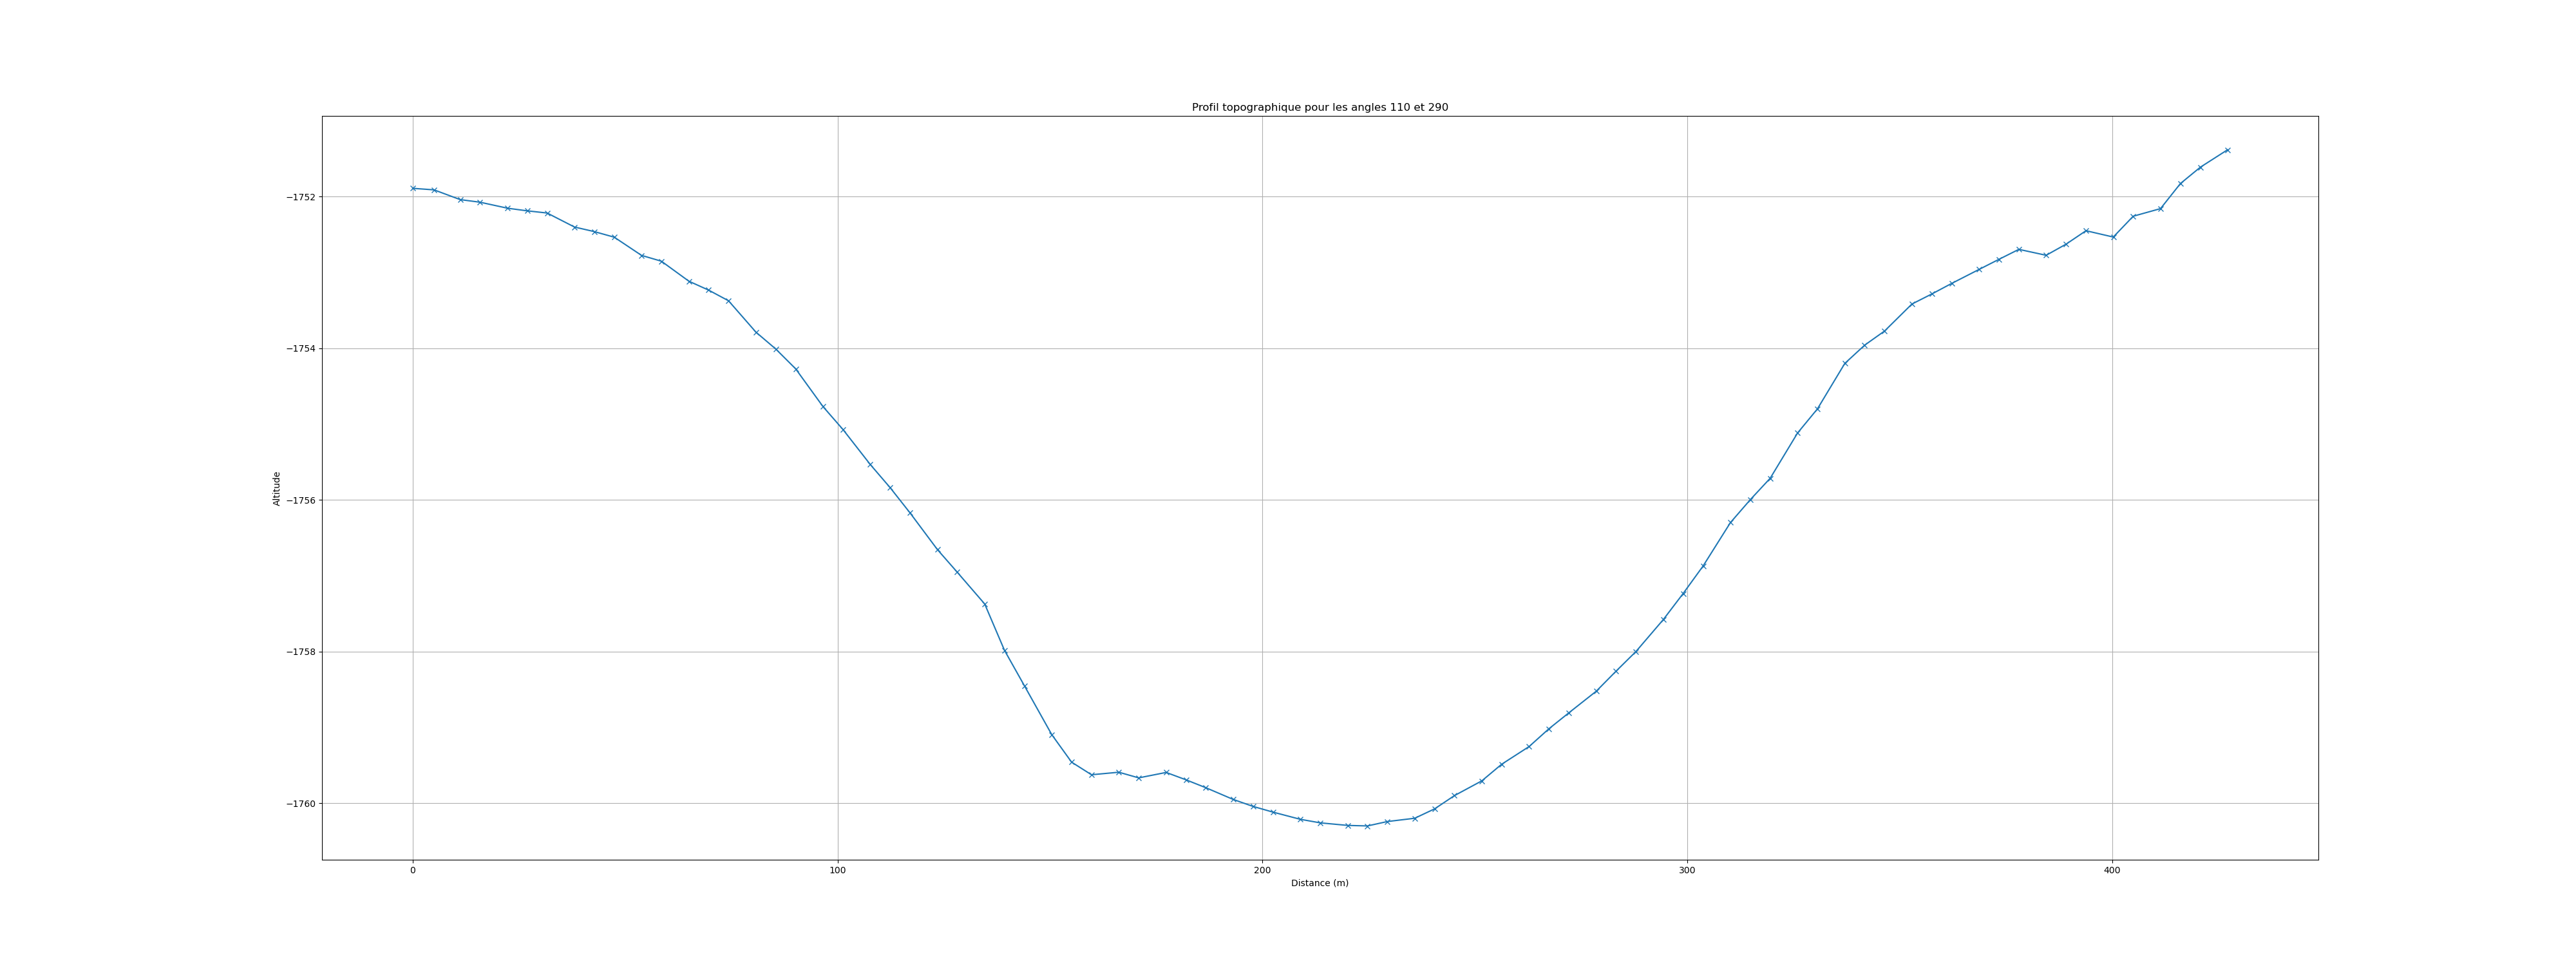 Profil topographique pour les angles 110 et 290
Altitude
−1752
−1754
−1756
−1758
−1760
0 100 200 300 400
Distance (m)